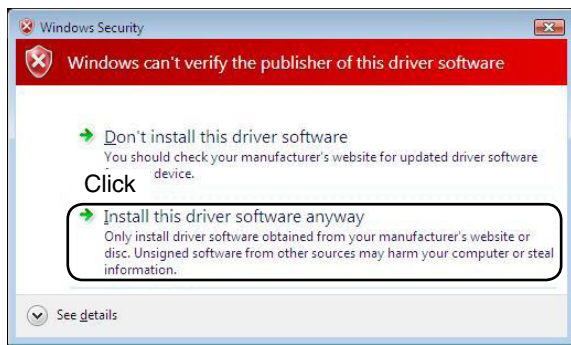 Windows Security
Windows can't verify the publisher of this driver software
Don't install this driver software
You should check your manufacturer's website for updated driver software
device.
Click
Install this driver software anyway
Only install driver software obtained from your manufacturer's website or
disc. Unsigned software from other sources may harm your computer or steal
information.
See details